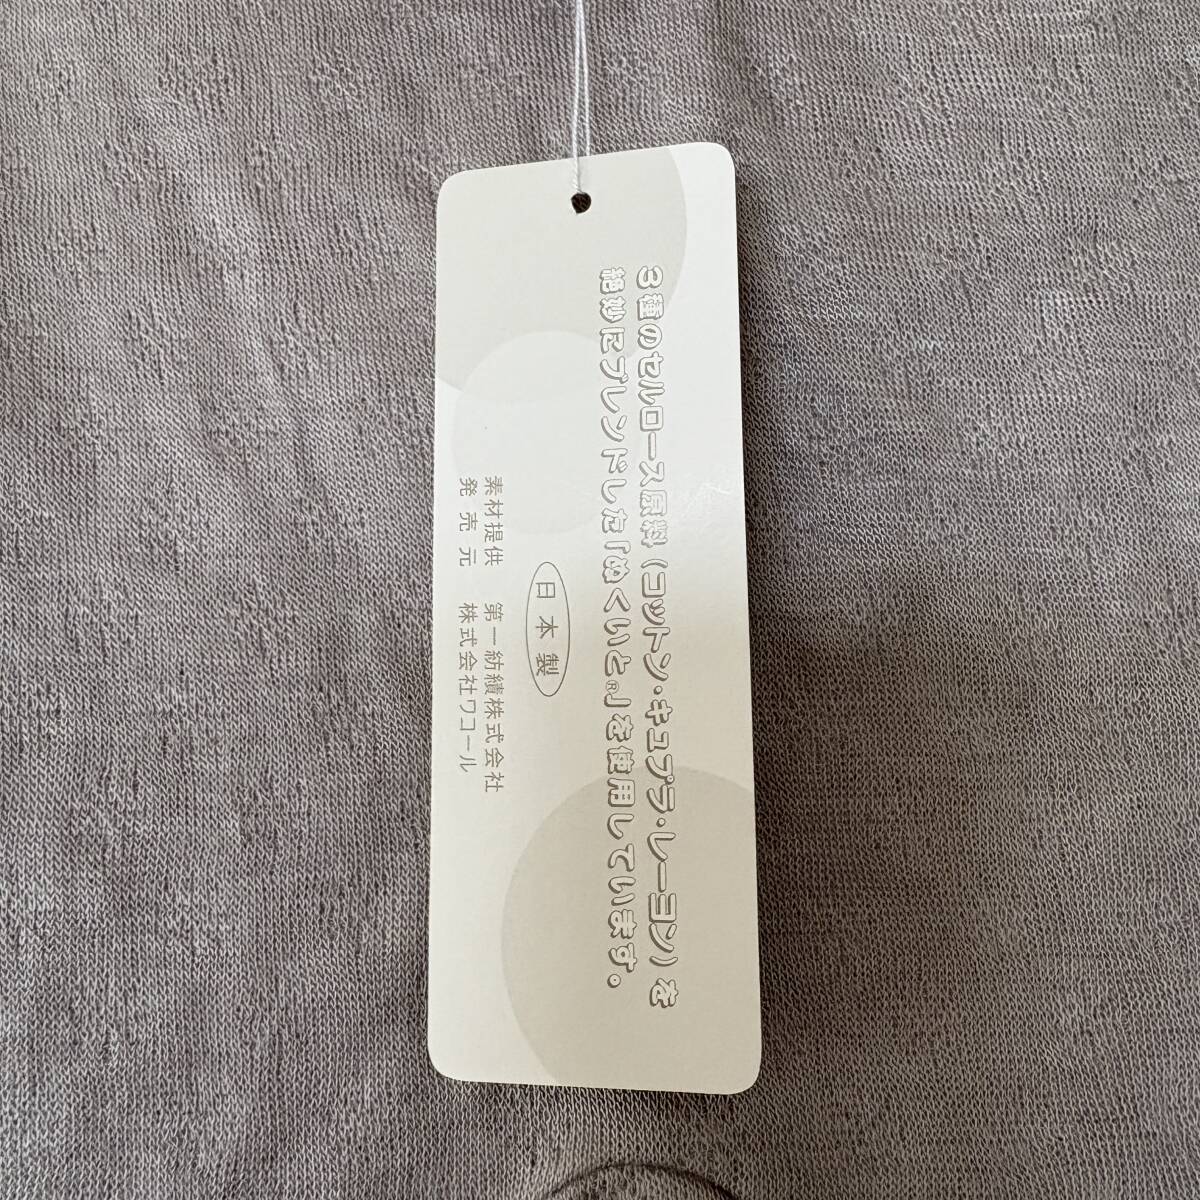 3種のセルロース原料（コットン・キュプラ・レーヨン）を
絶妙にブレンドした「ぬくいと®」を使用しています。
日本製
素材提供 第一紡績株式会社
発売元 株式会社ワコール